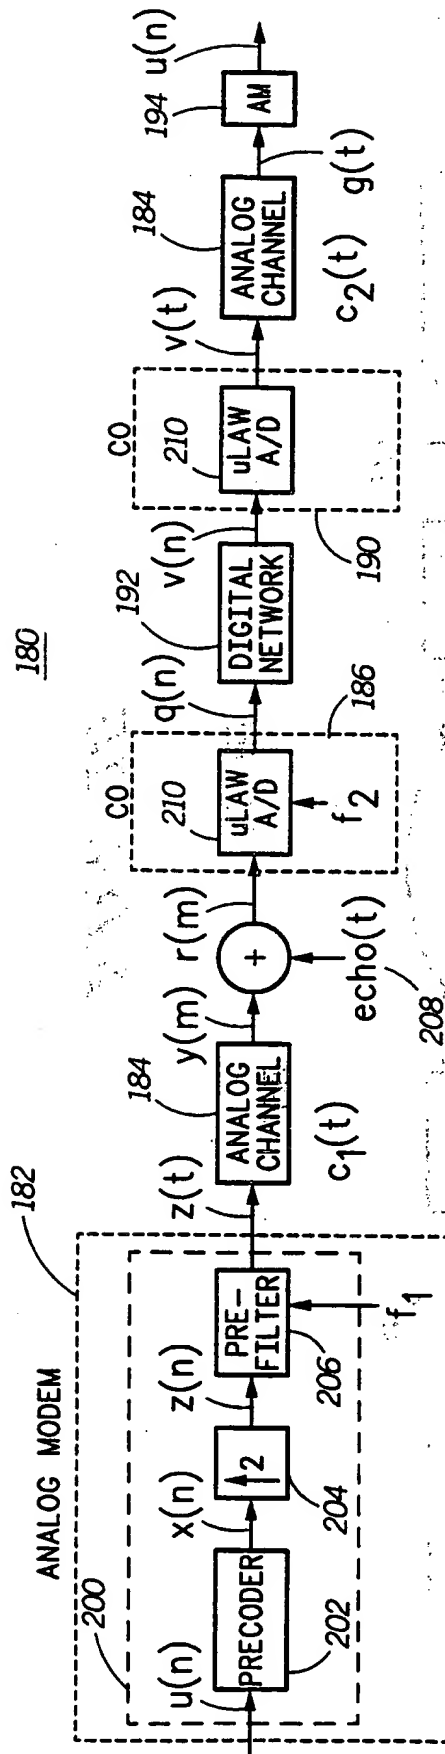 180
ANALOG MODEM
182
200
u(n)
PRECODER
202
x(n)
2
204
z(n)
PRE-
FILTER
206
f1
z(t)
184
ANALOG
CHANNEL
c1(t)
y(m)
+
echo(t)
208
r(m)
CO
210
uLAW
A/D
f2
186
q(n)
192
DIGITAL
NETWORK
v(n)
CO
210
uLAW
A/D
190
v(t)
184
ANALOG
CHANNEL
c2(t)
g(t)
194
AM
u(n)